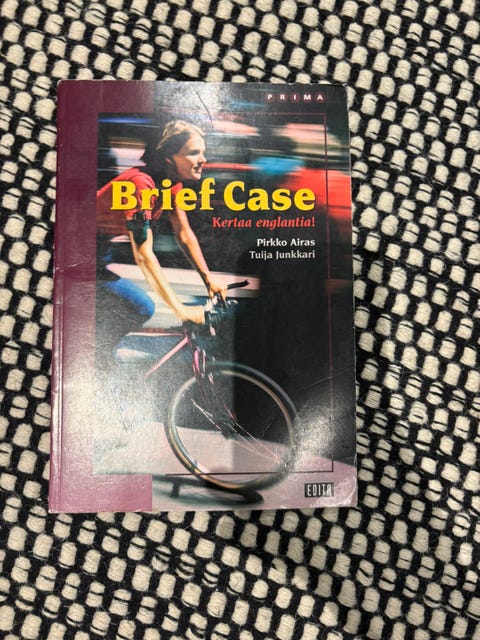 PRIMA
Brief Case
Kertaa englantia!
Pirkko Airas
Tuija Junkkari
EDITA